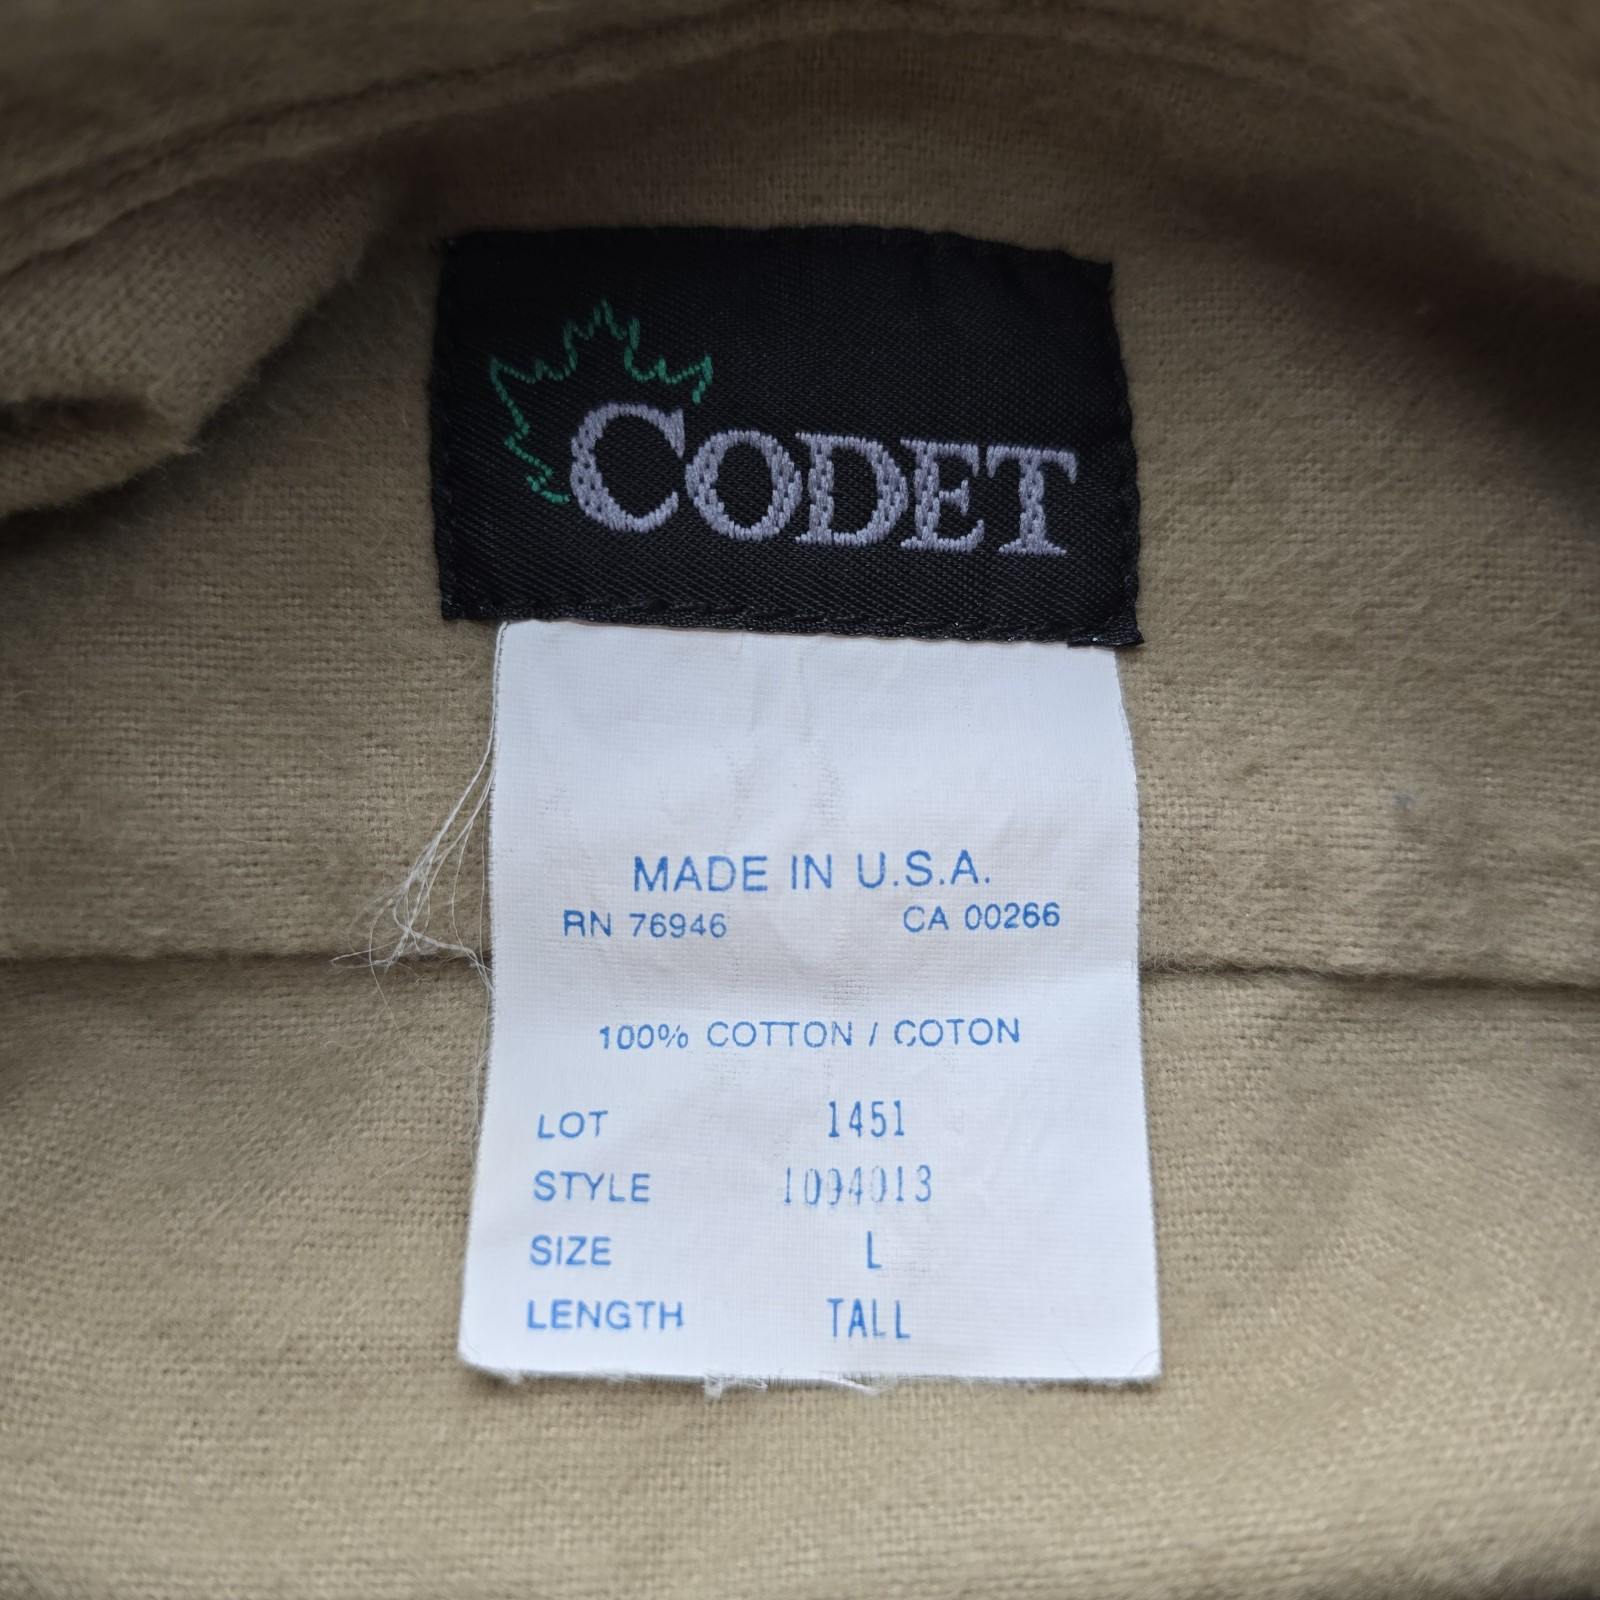 CODET
MADE IN U.S.A.
RN 76946 CA 00266
100% COTTON / COTON
LOT 1451
STYLE 1094013
SIZE L
LENGTH TALL